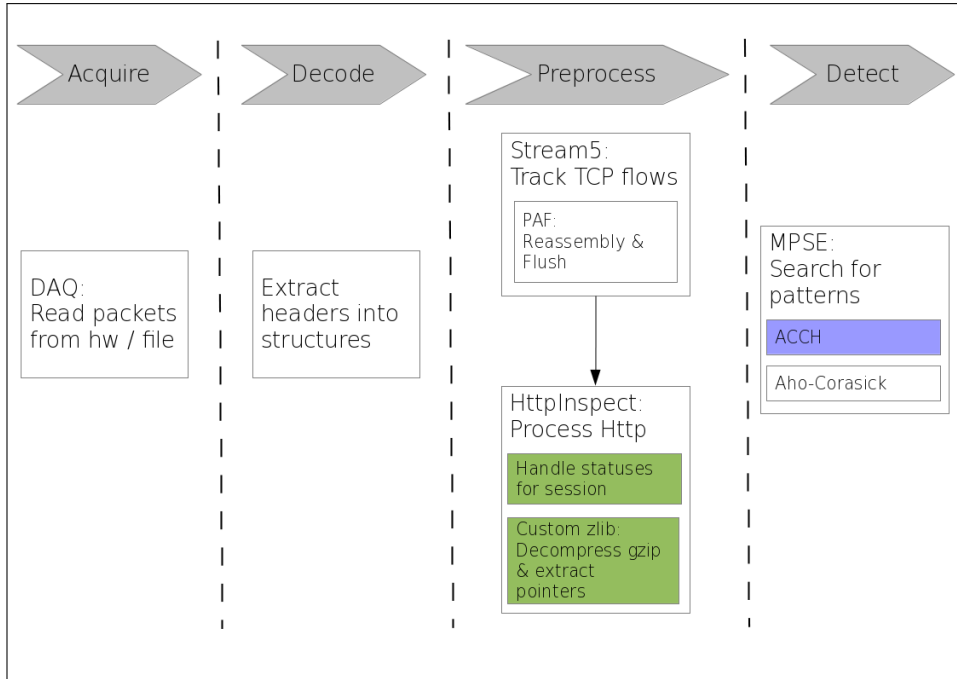 Acquire
Decode
Preprocess
Detect
DAQ:
Read packets
from hw / file
Extract
headers into
structures
Stream5:
Track TCP flows
PAF:
Reassembly &
Flush
HttpInspect:
Process Http
Handle statuses
for session
Custom zlib:
Decompress gzip
& extract
pointers
MPSE:
Search for
patterns
ACCH
Aho-Corasick